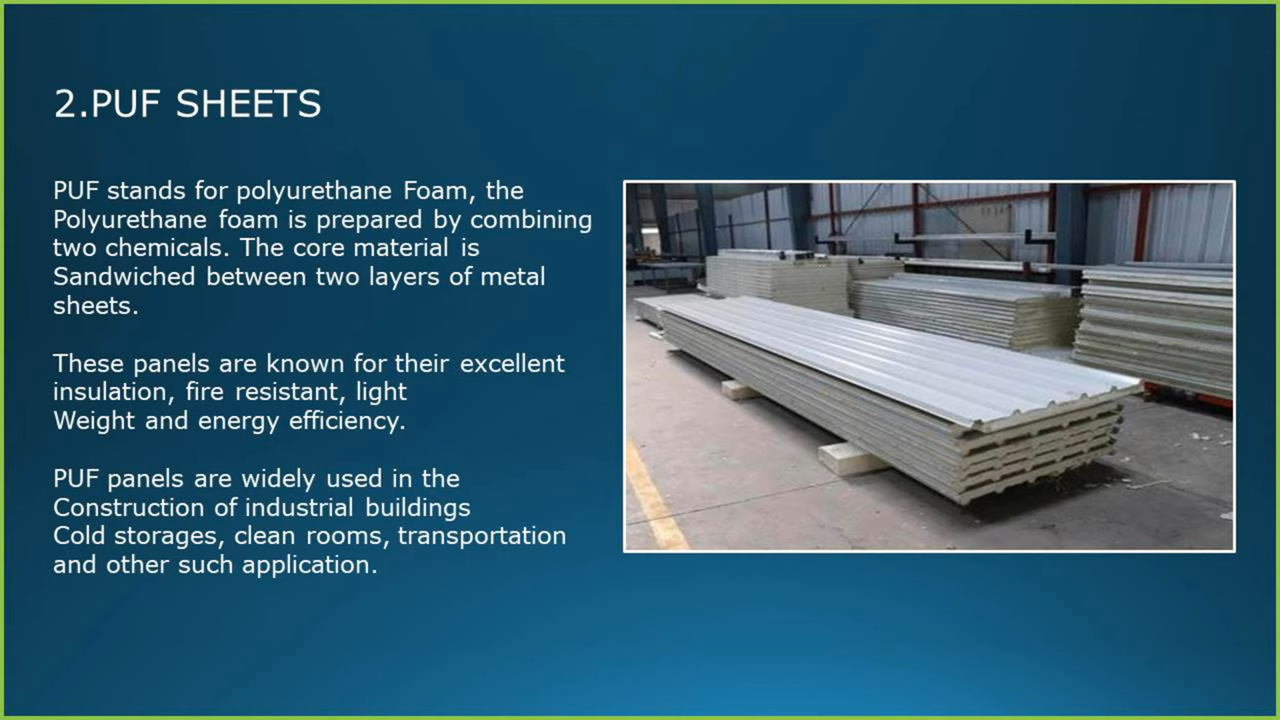 2.PUF SHEETS
PUF stands for polyurethane Foam, the
Polyurethane foam is prepared by combining
two chemicals. The core material is
Sandwiched between two layers of metal
sheets.
These panels are known for their excellent
insulation, fire resistant, light
Weight and energy efficiency.
PUF panels are widely used in the
Construction of industrial buildings
Cold storages, clean rooms, transportation
and other such application.